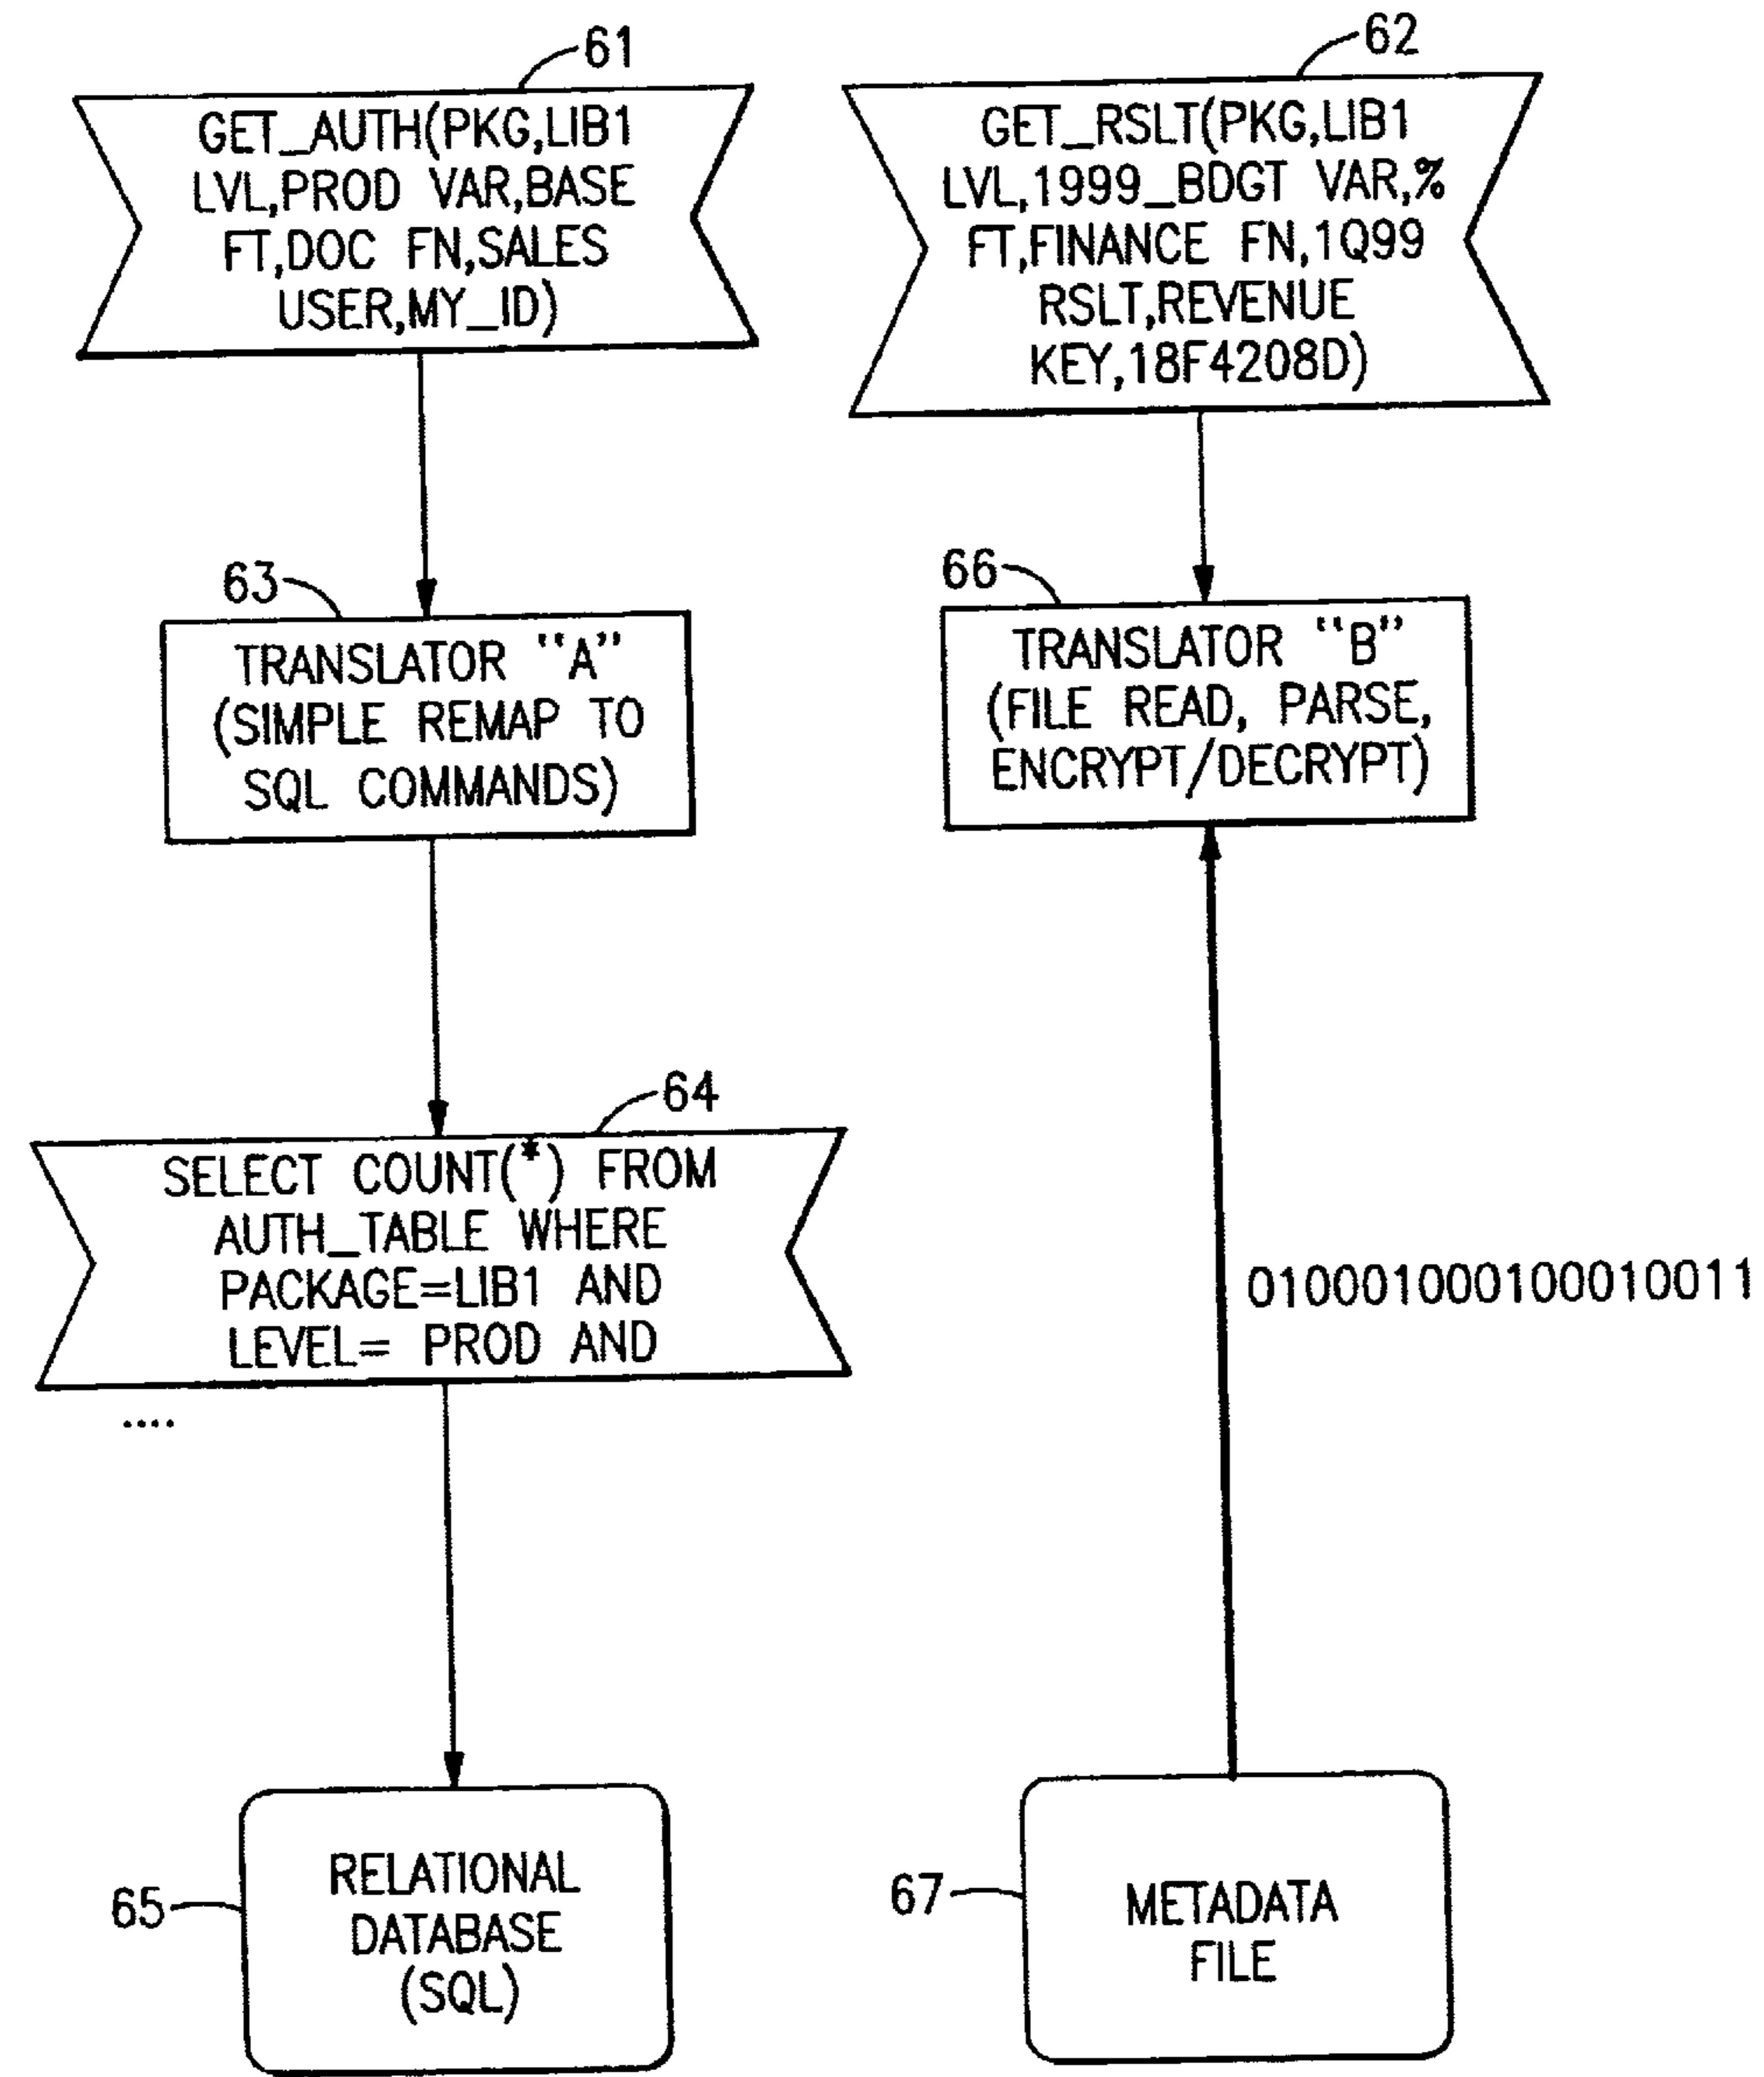 61
GET_AUTH(PKG,LIB1
LVL,PROD VAR,BASE
FT,DOC FN,SALES
USER,MY_ID)
62
GET_RSLT(PKG,LIB1
LVL,1999_BDGT VAR,%
FT,FINANCE FN,1Q99
RSLT,REVENUE
KEY,18F4208D)
63
TRANSLATOR "A"
(SIMPLE REMAP TO
SQL COMMANDS)
66
TRANSLATOR "B"
(FILE READ, PARSE,
ENCRYPT/DECRYPT)
64
SELECT COUNT(*) FROM
AUTH_TABLE WHERE
PACKAGE=LIB1 AND
LEVEL= PROD AND
....
010001000100010011
65
RELATIONAL
DATABASE
(SQL)
67
METADATA
FILE